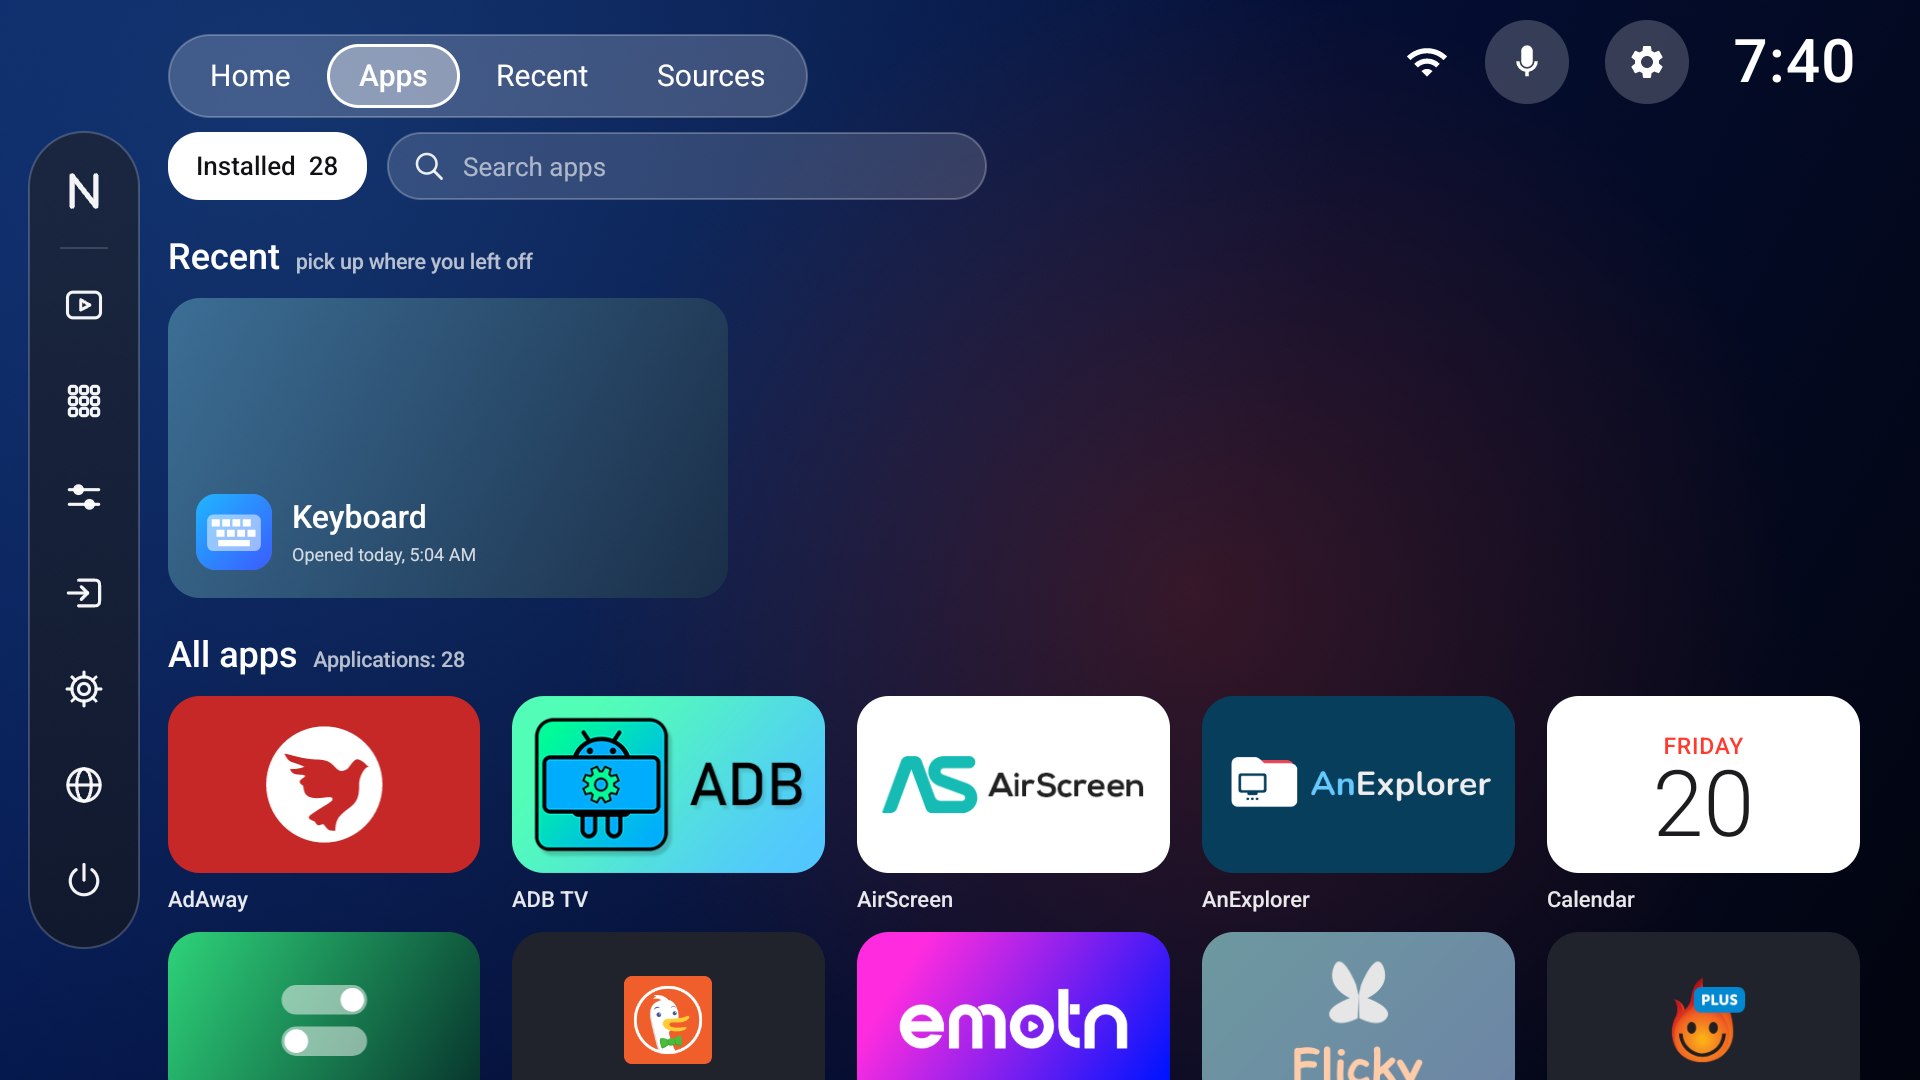 Home Apps Recent Sources
7:40
N
Installed 28
Search apps
Recent pick up where you left off
Keyboard
Opened today, 5:04 AM
All apps Applications: 28
ADB
AS AirScreen
AnExplorer
FRIDAY
20
AdAway
ADB TV
AirScreen
AnExplorer
Calendar
emotn
Flicky
PLUS